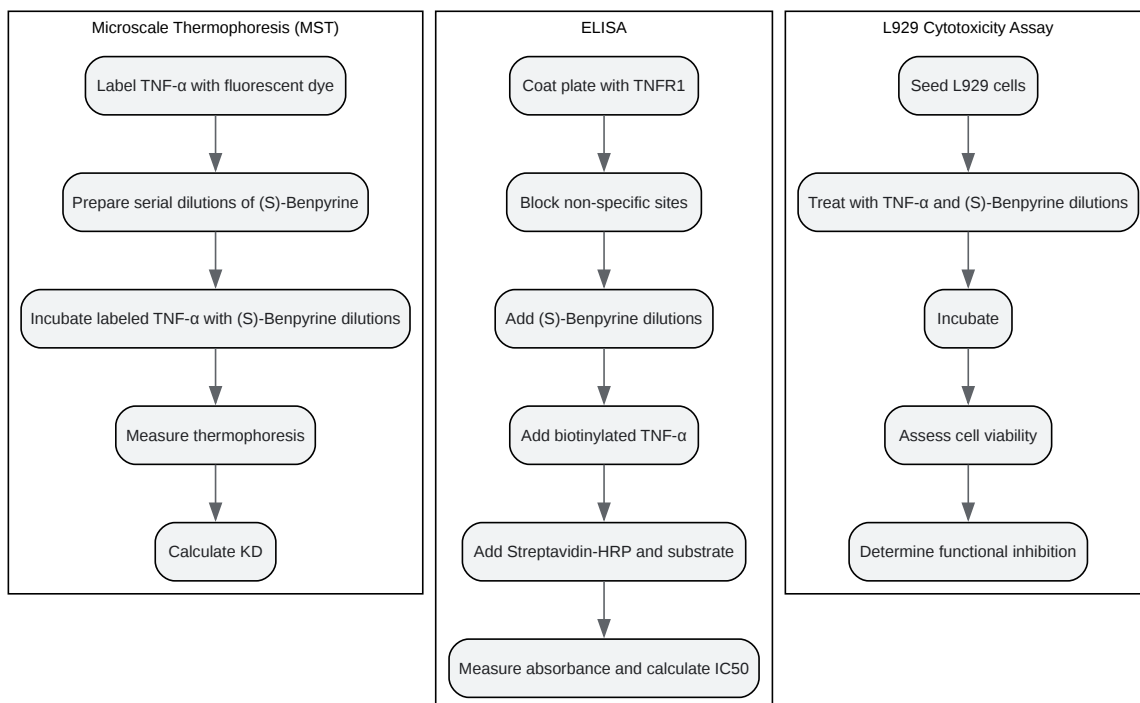 Microscale Thermophoresis (MST)
Label TNF-α with fluorescent dye
Prepare serial dilutions of (S)-Benpyrine
Incubate labeled TNF-α with (S)-Benpyrine dilutions
Measure thermophoresis
Calculate KD
ELISA
Coat plate with TNFR1
Block non-specific sites
Add (S)-Benpyrine dilutions
Add biotinylated TNF-α
Add Streptavidin-HRP and substrate
Measure absorbance and calculate IC50
L929 Cytotoxicity Assay
Seed L929 cells
Treat with TNF-α and (S)-Benpyrine dilutions
Incubate
Assess cell viability
Determine functional inhibition